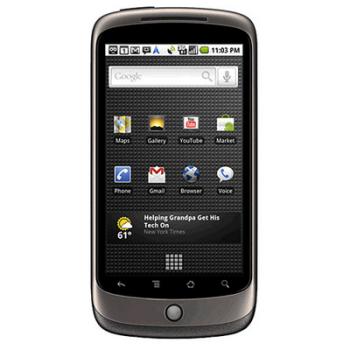 11:03 PM
Google
Maps Gallery YouTube Market
Phone Gmail Browser Voice
Helping Grandpa Get His
Tech On
61° New York Times